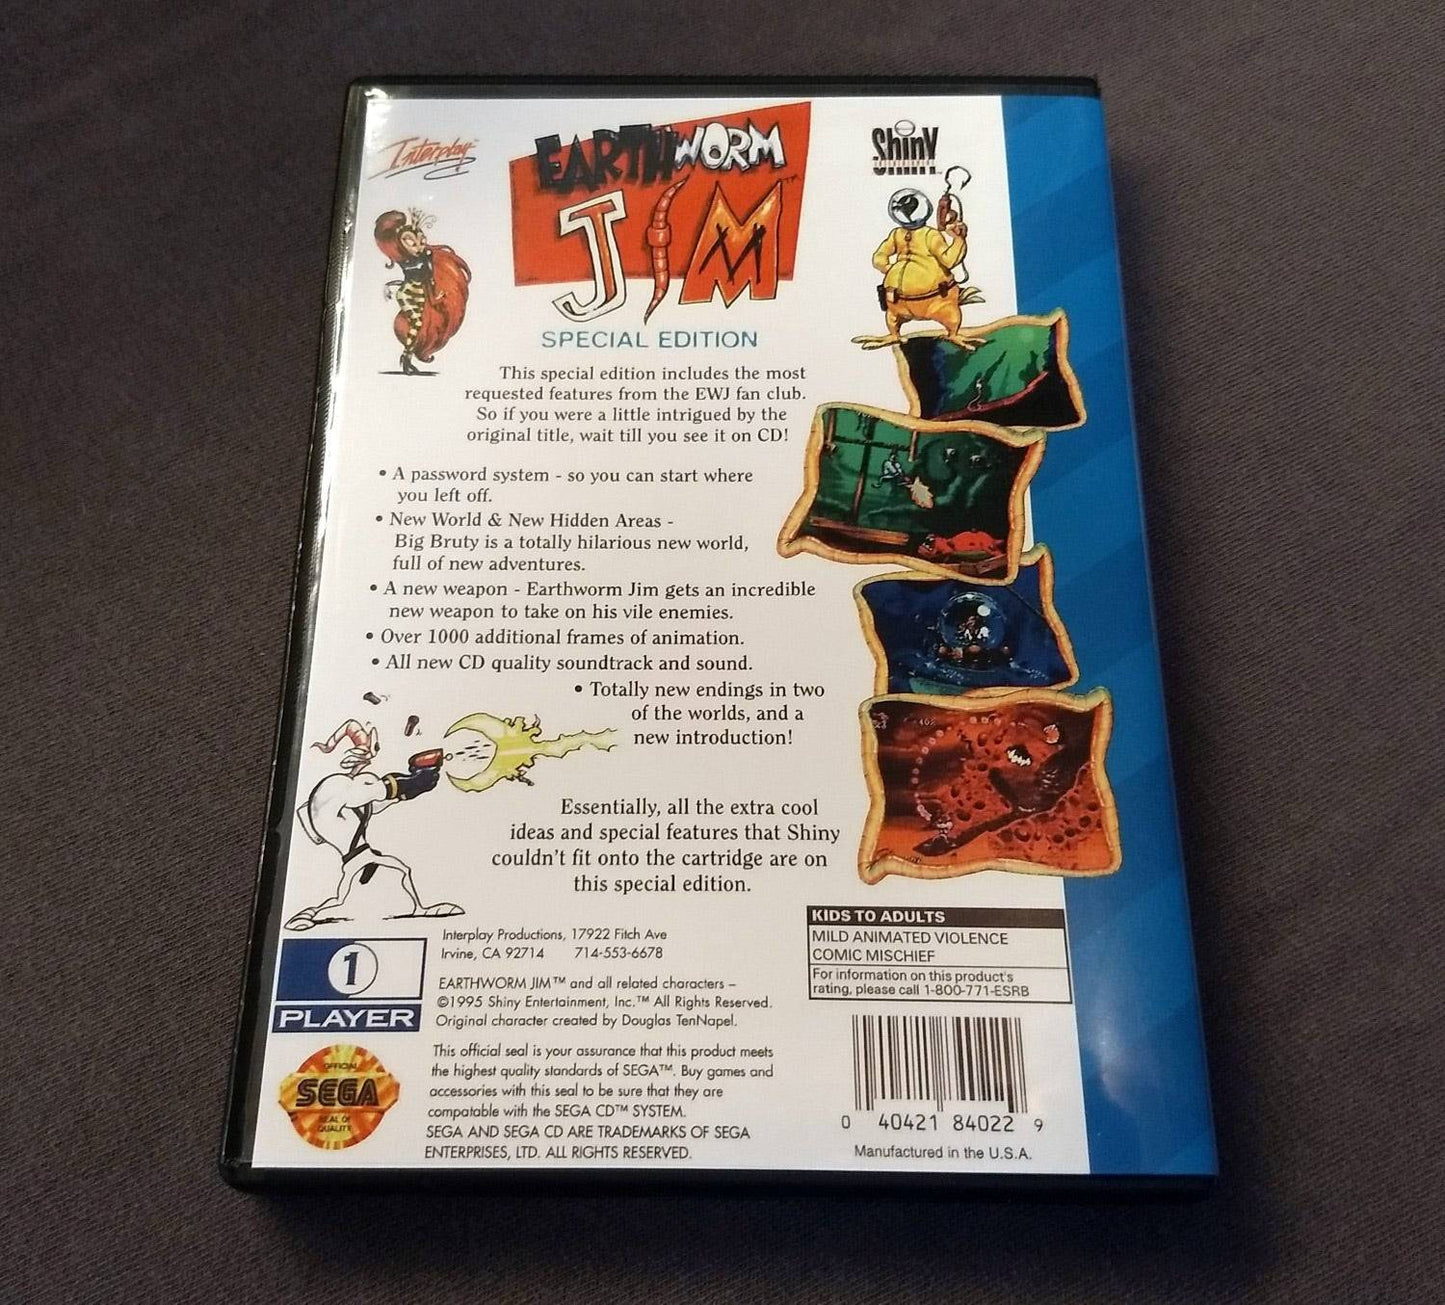 Interplay™
EARTHWORM
JIM™
Shiny
ENTERTAINMENT
SPECIAL EDITION
This special edition includes the most
requested features from the EWJ fan club.
So if you were a little intrigued by the
original title, wait till you see it on CD!
• A password system - so you can start where
you left off.
• New World & New Hidden Areas -
Big Bruty is a totally hilarious new world,
full of new adventures.
• A new weapon - Earthworm Jim gets an incredible
new weapon to take on his vile enemies.
• Over 1000 additional frames of animation.
• All new CD quality soundtrack and sound.
• Totally new endings in two
of the worlds, and a
new introduction!
Essentially, all the extra cool
ideas and special features that Shiny
couldn't fit onto the cartridge are on
this special edition.
1
PLAYER
Interplay Productions, 17922 Fitch Ave
Irvine, CA 92714 714-553-6678
EARTHWORM JIM™ and all related characters –
©1995 Shiny Entertainment, Inc.™ All Rights Reserved.
Original character created by Douglas TenNapel.
OFFICIAL
SEGA
SEAL OF
QUALITY
This official seal is your assurance that this product meets
the highest quality standards of SEGA™. Buy games and
accessories with this seal to be sure that they are
compatable with the SEGA CD™ SYSTEM.
SEGA AND SEGA CD ARE TRADEMARKS OF SEGA
ENTERPRISES, LTD. ALL RIGHTS RESERVED.
KIDS TO ADULTS
MILD ANIMATED VIOLENCE
COMIC MISCHIEF
For information on this product's
rating, please call 1-800-771-ESRB
0 40421 84022 9
Manufactured in the U.S.A.